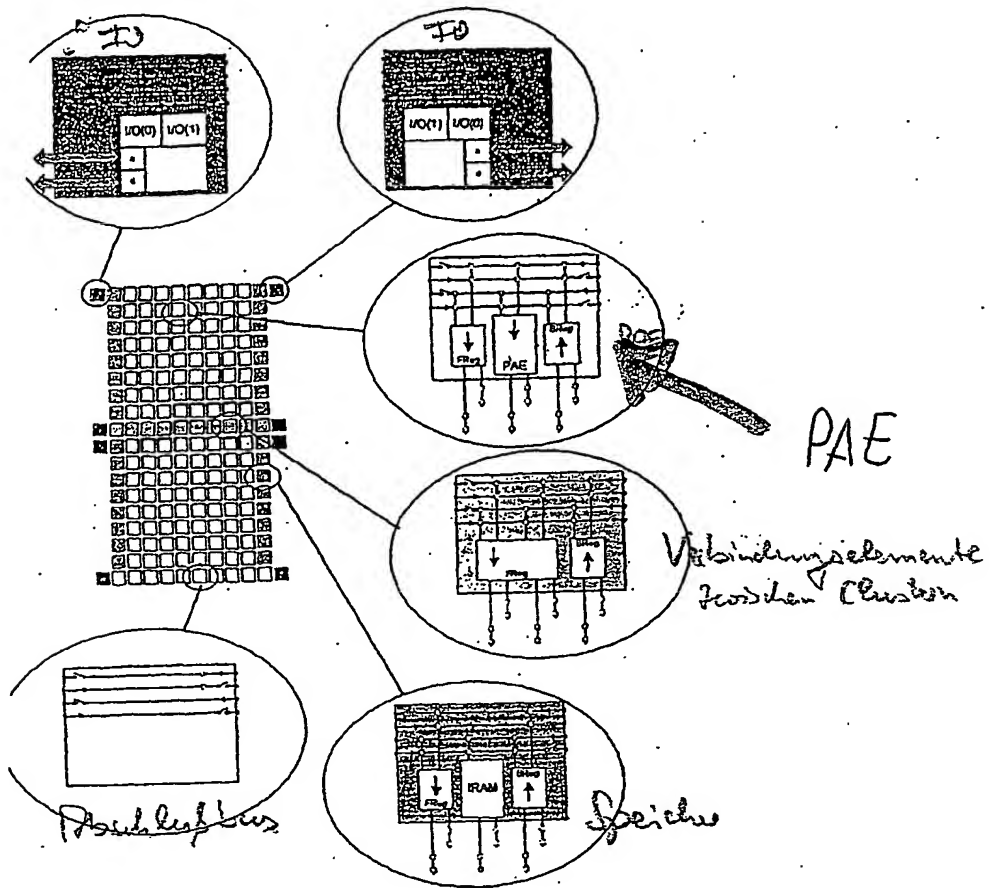 IO
IO
I/O(0) I/O(1)
I/O(1) I/O(0)
FReg
PAE
BReg
PAE
FReg
BReg
Verbindungselemente
zwischen Clustern
FReg
IRAM
BReg
Abschlußbus
Speicher